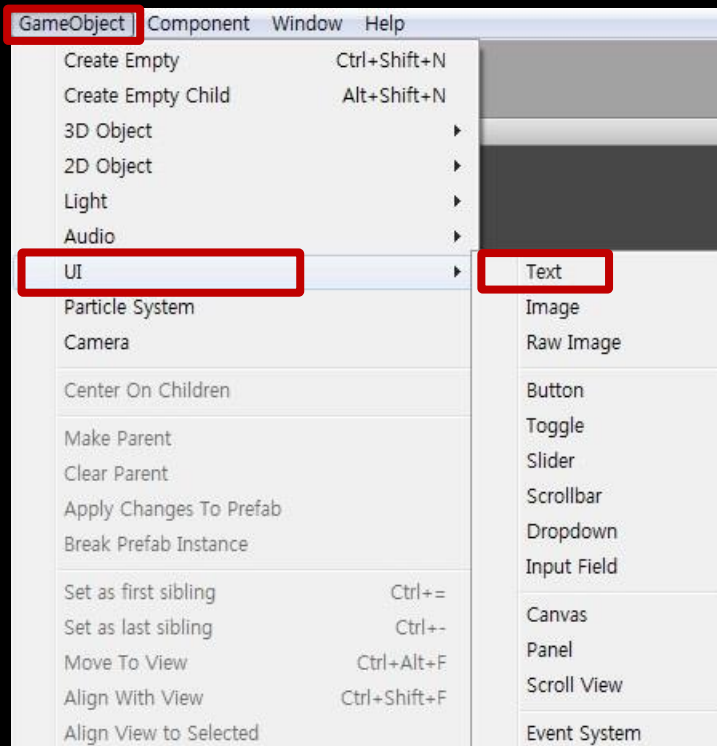 GameObject Component Window Help
Create Empty Ctrl+Shift+N
Create Empty Child Alt+Shift+N
3D Object
2D Object
Light
Audio
UI
Particle System
Camera
Center On Children
Make Parent
Clear Parent
Apply Changes To Prefab
Break Prefab Instance
Set as first sibling Ctrl+=
Set as last sibling Ctrl+-
Move To View Ctrl+Alt+F
Align With View Ctrl+Shift+F
Align View to Selected
Text
Image
Raw Image
Button
Toggle
Slider
Scrollbar
Dropdown
Input Field
Canvas
Panel
Scroll View
Event System